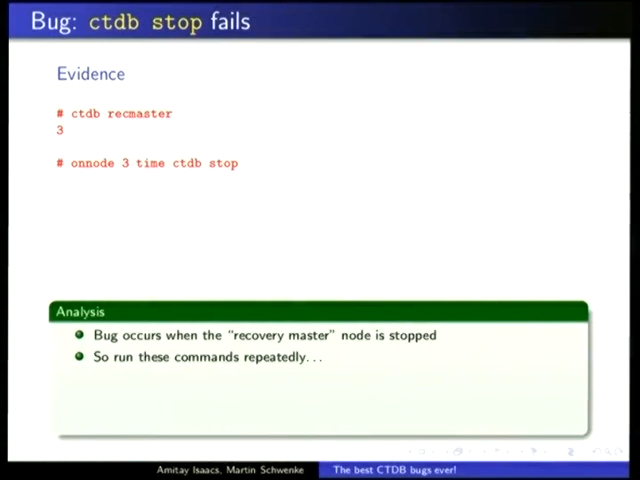 Bug: ctdb stop fails
Evidence
# ctdb recmaster
3
# onnode 3 time ctdb stop
Analysis
Bug occurs when the “recovery master” node is stopped
So run these commands repeatedly. . .
Amitay Isaacs, Martin Schwenke
The best CTDB bugs ever!